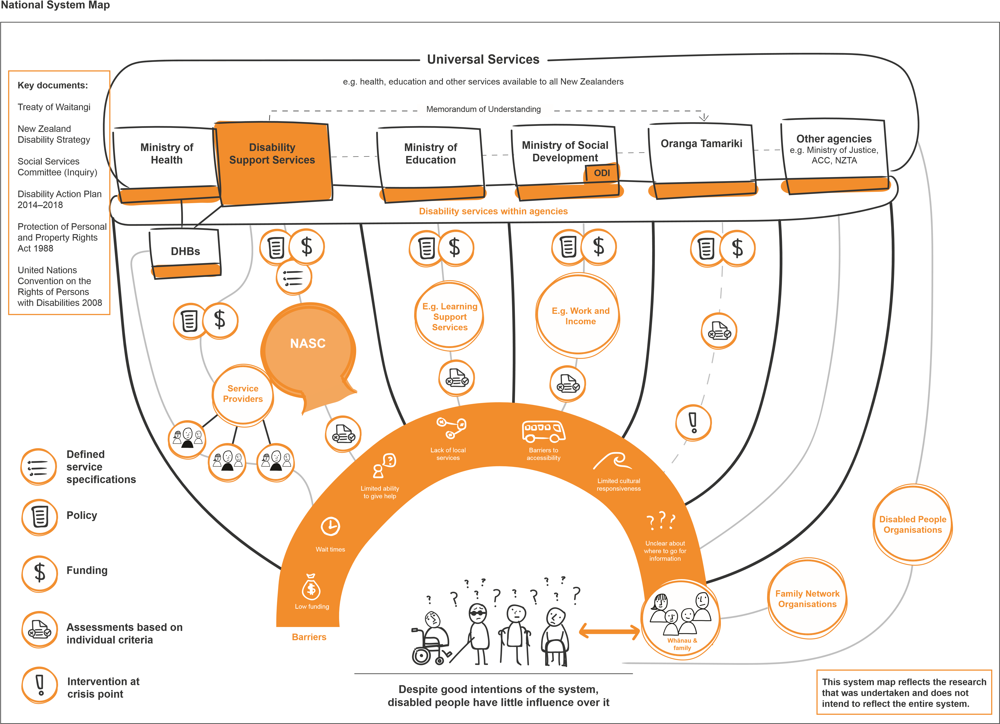 National System Map
Universal Services
e.g. health, education and other services available to all New Zealanders
Key documents:
Treaty of Waitangi
New Zealand
Disability Strategy
Social Services
Committee (Inquiry)
Disability Action Plan
2014–2018
Protection of Personal
and Property Rights
Act 1988
United Nations
Convention on the
Rights of Persons
with Disabilities 2008
Memorandum of Understanding
Ministry of
Health
Disability
Support Services
Ministry of
Education
Ministry of Social
Development
ODI
Oranga Tamariki
Other agencies
e.g. Ministry of Justice,
ACC, NZTA
Disability services within agencies
DHBs
$
$
$
$
$
NASC
E.g. Learning
Support
Services
E.g. Work and
Income
Service
Providers
!
Defined
service
specifications
Policy
$
Funding
Assessments based on
individual criteria
!
Intervention at
crisis point
Lack of local
services
Barriers to
accessibility
?
Limited ability
to give help
Limited cultural
responsiveness
Wait times
? ? ?
Unclear about
where to go for
information
$
Low funding
Barriers
? ? ? ? ? ? ? ? ? ? ? ?
Whānau &
family
Disabled People
Organisations
Family Network
Organisations
Despite good intentions of the system,
disabled people have little influence over it
This system map reflects the research
that was undertaken and does not
intend to reflect the entire system.